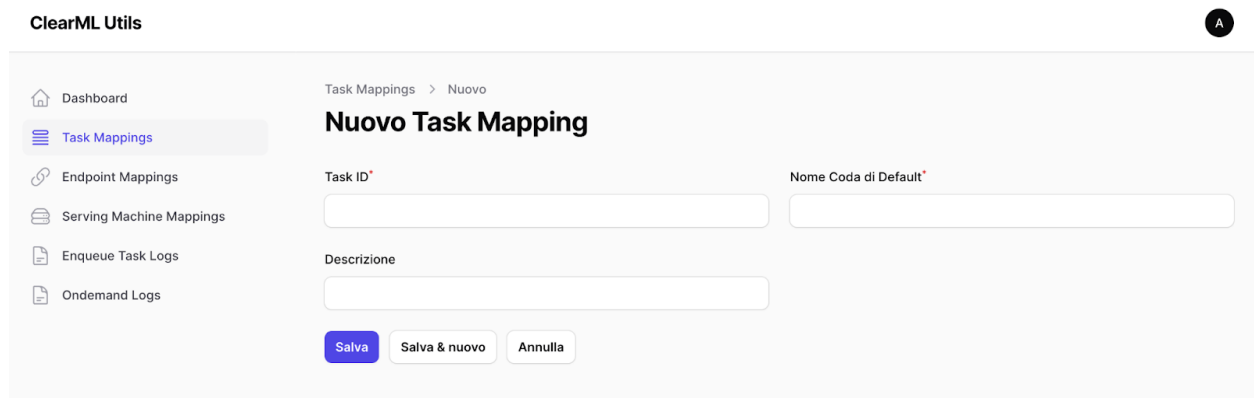 ClearML Utils
A
Dashboard
Task Mappings
Endpoint Mappings
Serving Machine Mappings
Enqueue Task Logs
Ondemand Logs
Task Mappings > Nuovo
Nuovo Task Mapping
Task ID*
Nome Coda di Default*
Descrizione
Salva
Salva & nuovo
Annulla